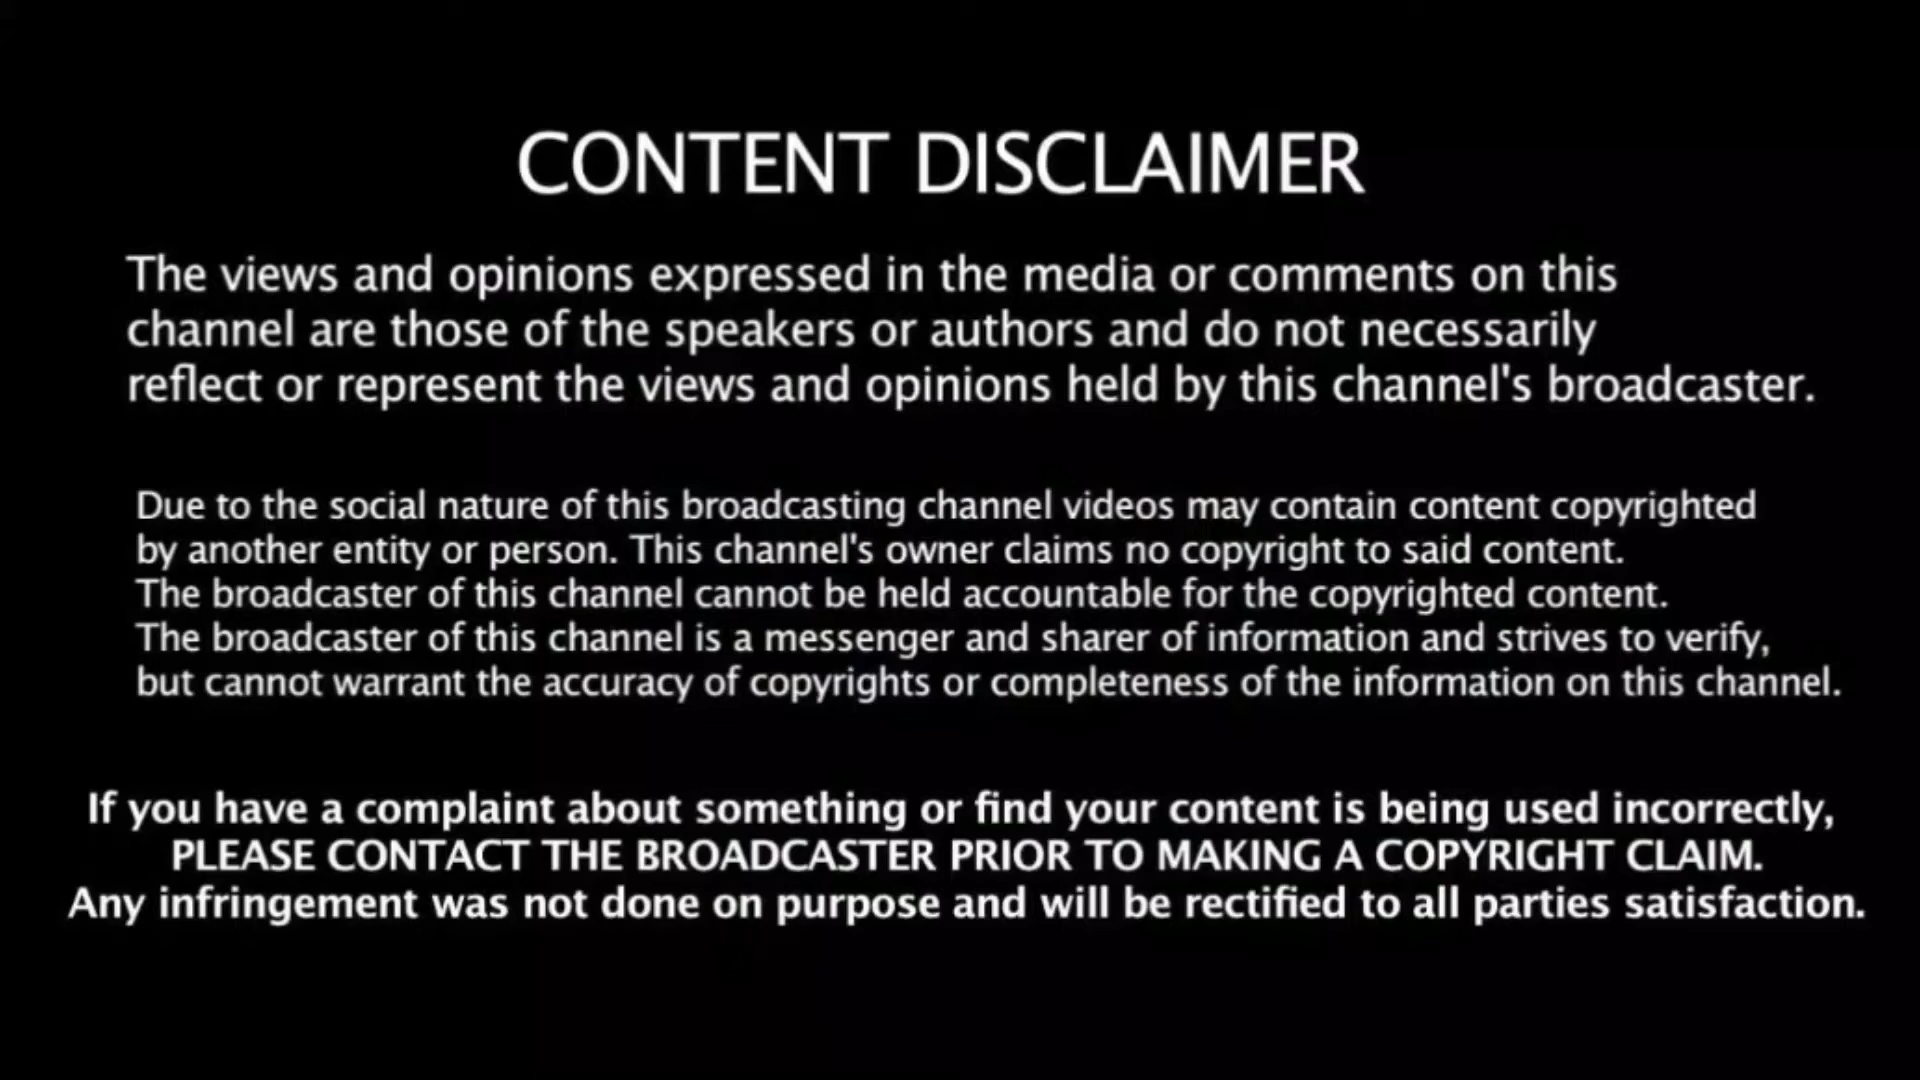 CONTENT DISCLAIMER
The views and opinions expressed in the media or comments on this
channel are those of the speakers or authors and do not necessarily
reflect or represent the views and opinions held by this channel's broadcaster.
Due to the social nature of this broadcasting channel videos may contain content copyrighted
by another entity or person. This channel's owner claims no copyright to said content.
The broadcaster of this channel cannot be held accountable for the copyrighted content.
The broadcaster of this channel is a messenger and sharer of information and strives to verify,
but cannot warrant the accuracy of copyrights or completeness of the information on this channel.
If you have a complaint about something or find your content is being used incorrectly,
PLEASE CONTACT THE BROADCASTER PRIOR TO MAKING A COPYRIGHT CLAIM.
Any infringement was not done on purpose and will be rectified to all parties satisfaction.